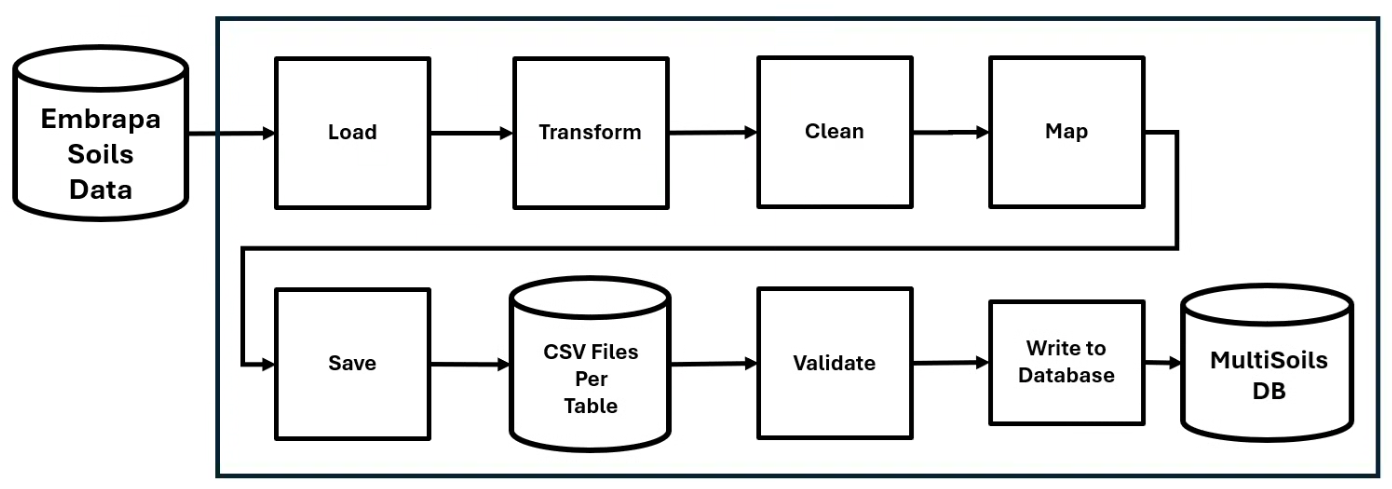 Embrapa
Soils
Data
Load
Transform
Clean
Map
Save
CSV Files
Per
Table
Validate
Write to
Database
MultiSoils
DB